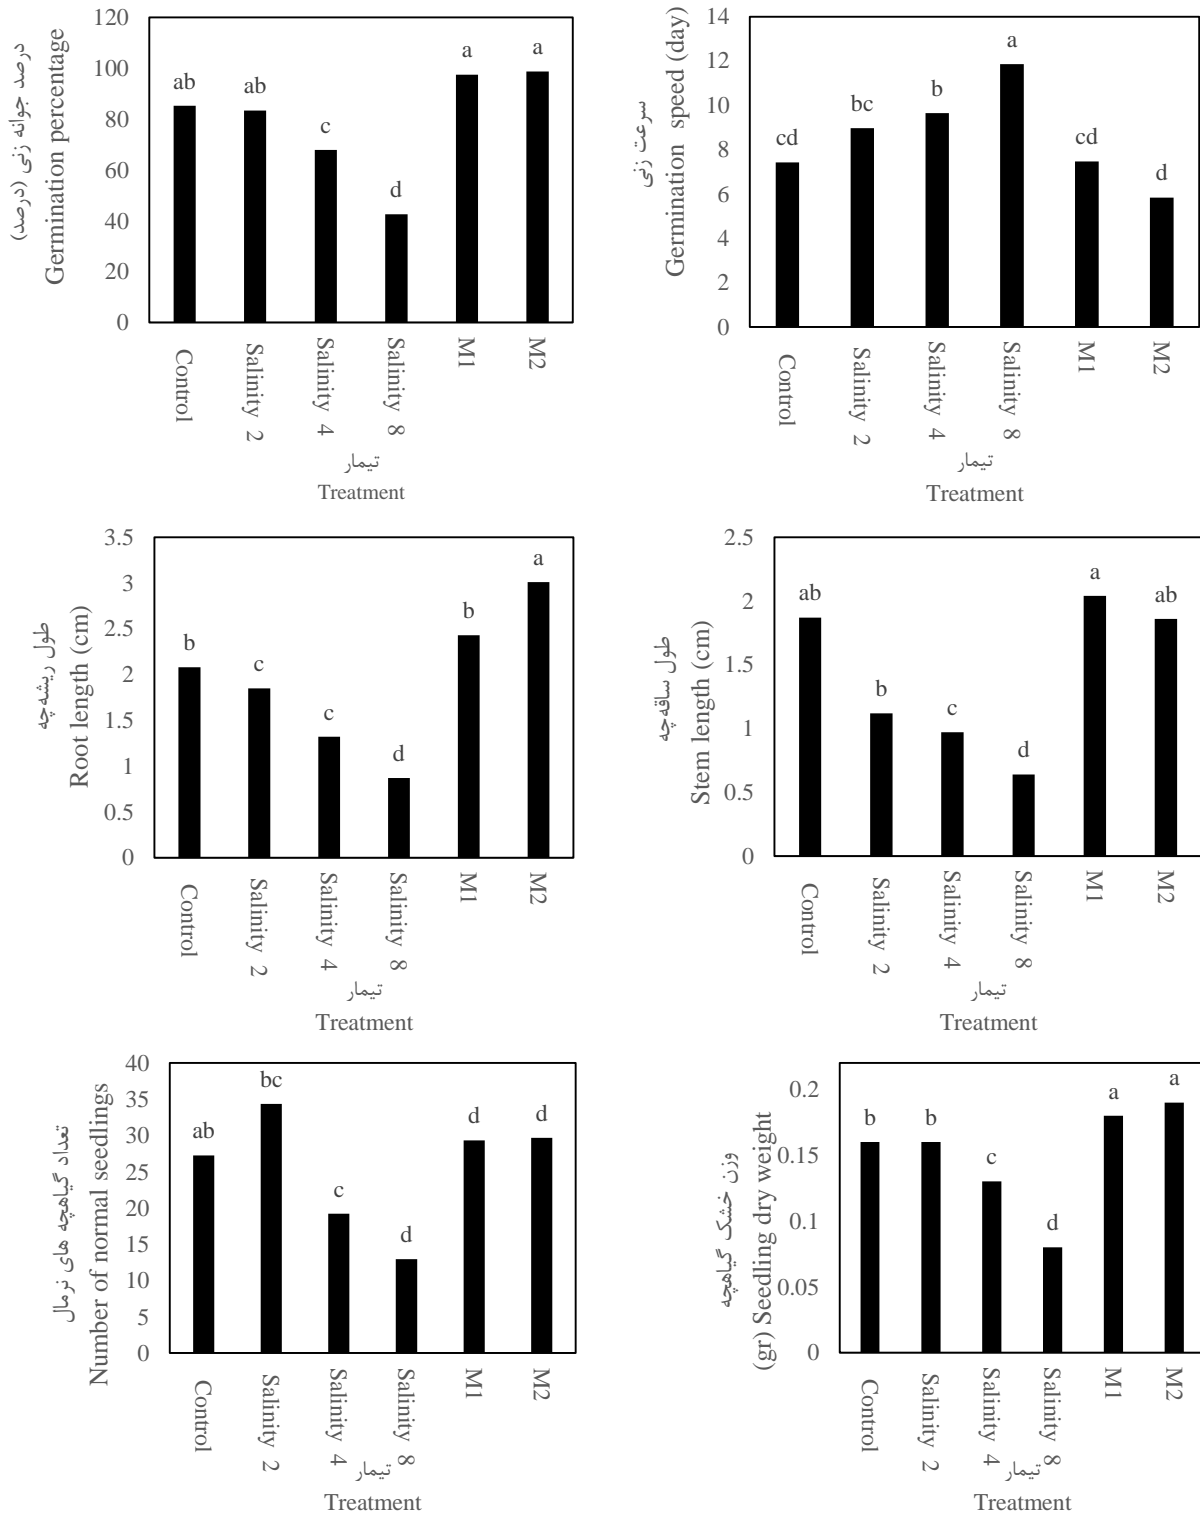 درصد جوانه زنی (درصد)
Germination percentage
120
100
80
60
40
20
0
ab
ab
c
d
a
a
Control
Salinity 2
Salinity 4
Salinity 8
M1
M2
تیمار
Treatment
سرعت زنی
Germination speed (day)
14
12
10
8
6
4
2
0
cd
bc
b
a
cd
d
Control
Salinity 2
Salinity 4
Salinity 8
M1
M2
تیمار
Treatment
طول ریشه‌چه
Root length (cm)
3.5
3
2.5
2
1.5
1
0.5
0
b
c
c
d
b
a
Control
Salinity 2
Salinity 4
Salinity 8
M1
M2
تیمار
Treatment
طول ساقه‌چه
Stem length (cm)
2.5
2
1.5
1
0.5
0
ab
b
c
d
a
ab
Control
Salinity 2
Salinity 4
Salinity 8
M1
M2
تیمار
Treatment
تعداد گیاهچه های نرمال
Number of normal seedlings
40
35
30
25
20
15
10
5
0
ab
bc
c
d
d
d
Control
Salinity 2
Salinity 4
Salinity 8
M1
M2
تیمار
Treatment
وزن خشک گیاهچه
(gr) Seedling dry weight
0.2
0.15
0.1
0.05
0
b
b
c
d
a
a
Control
Salinity 2
Salinity 4
Salinity 8
M1
M2
تیمار
Treatment